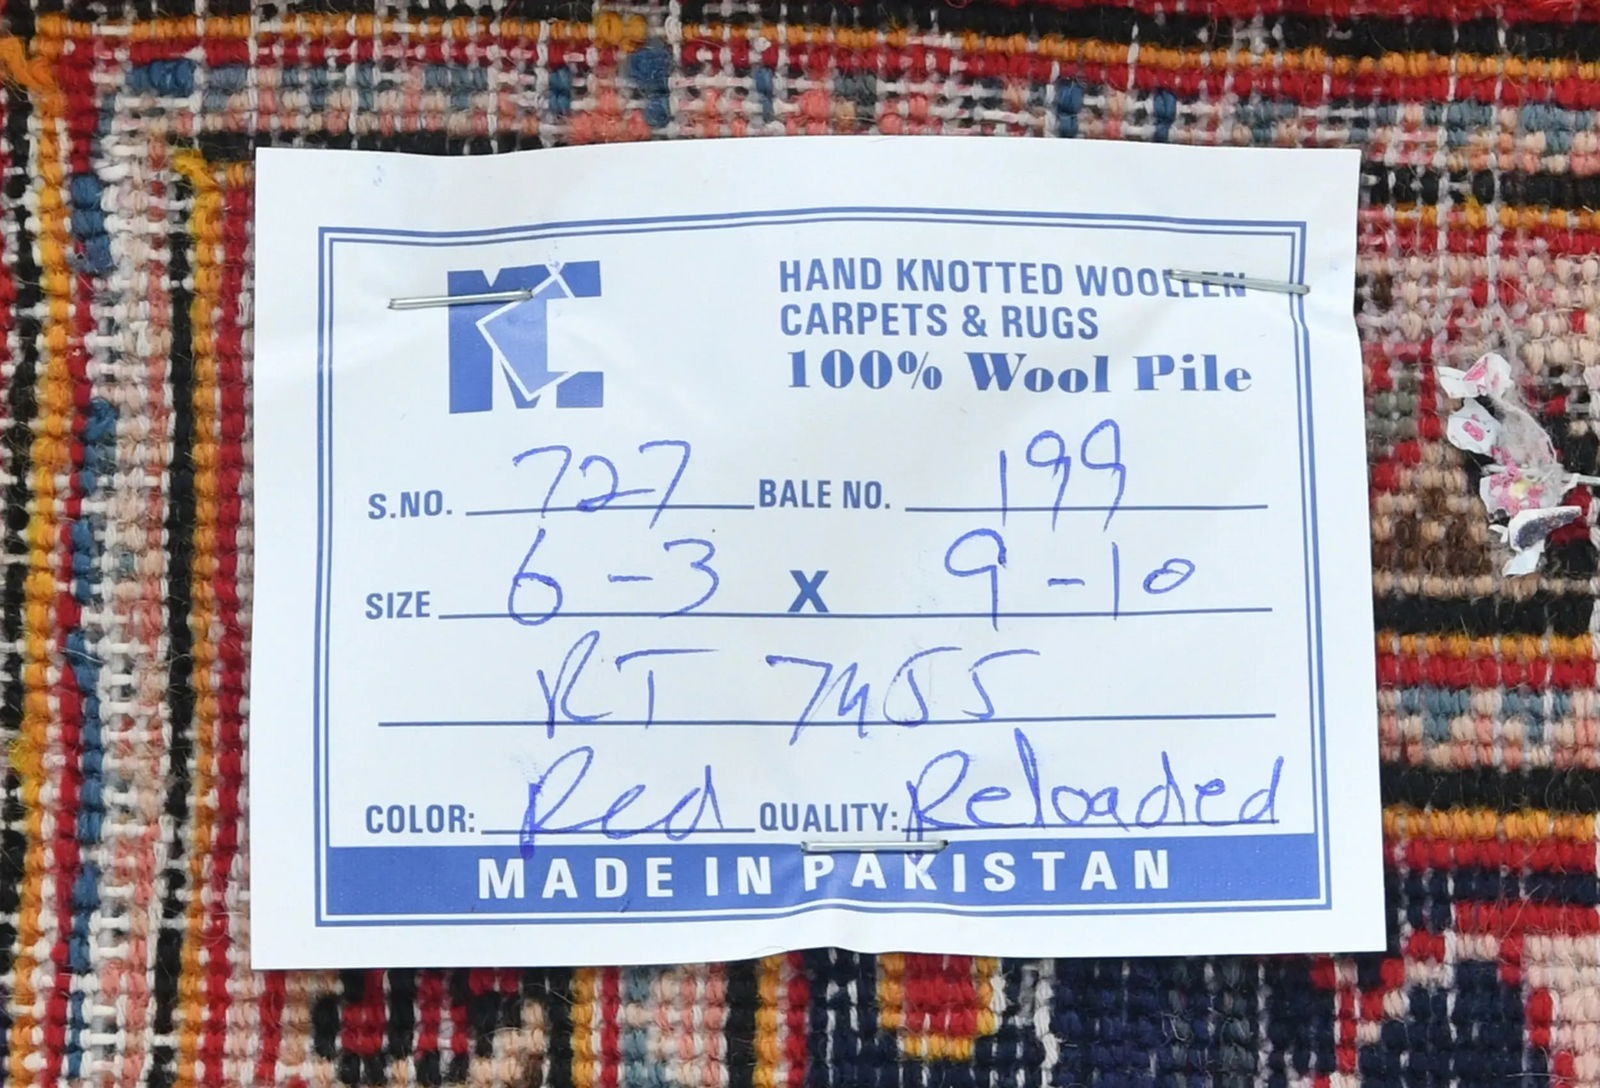 HAND KNOTTED WOOLLEN
CARPETS & RUGS
100% Wool Pile
S.NO. 727 BALE NO. 199
SIZE 6-3 X 9-10
RT 7455
COLOR: Red QUALITY: Reloaded
MADE IN PAKISTAN